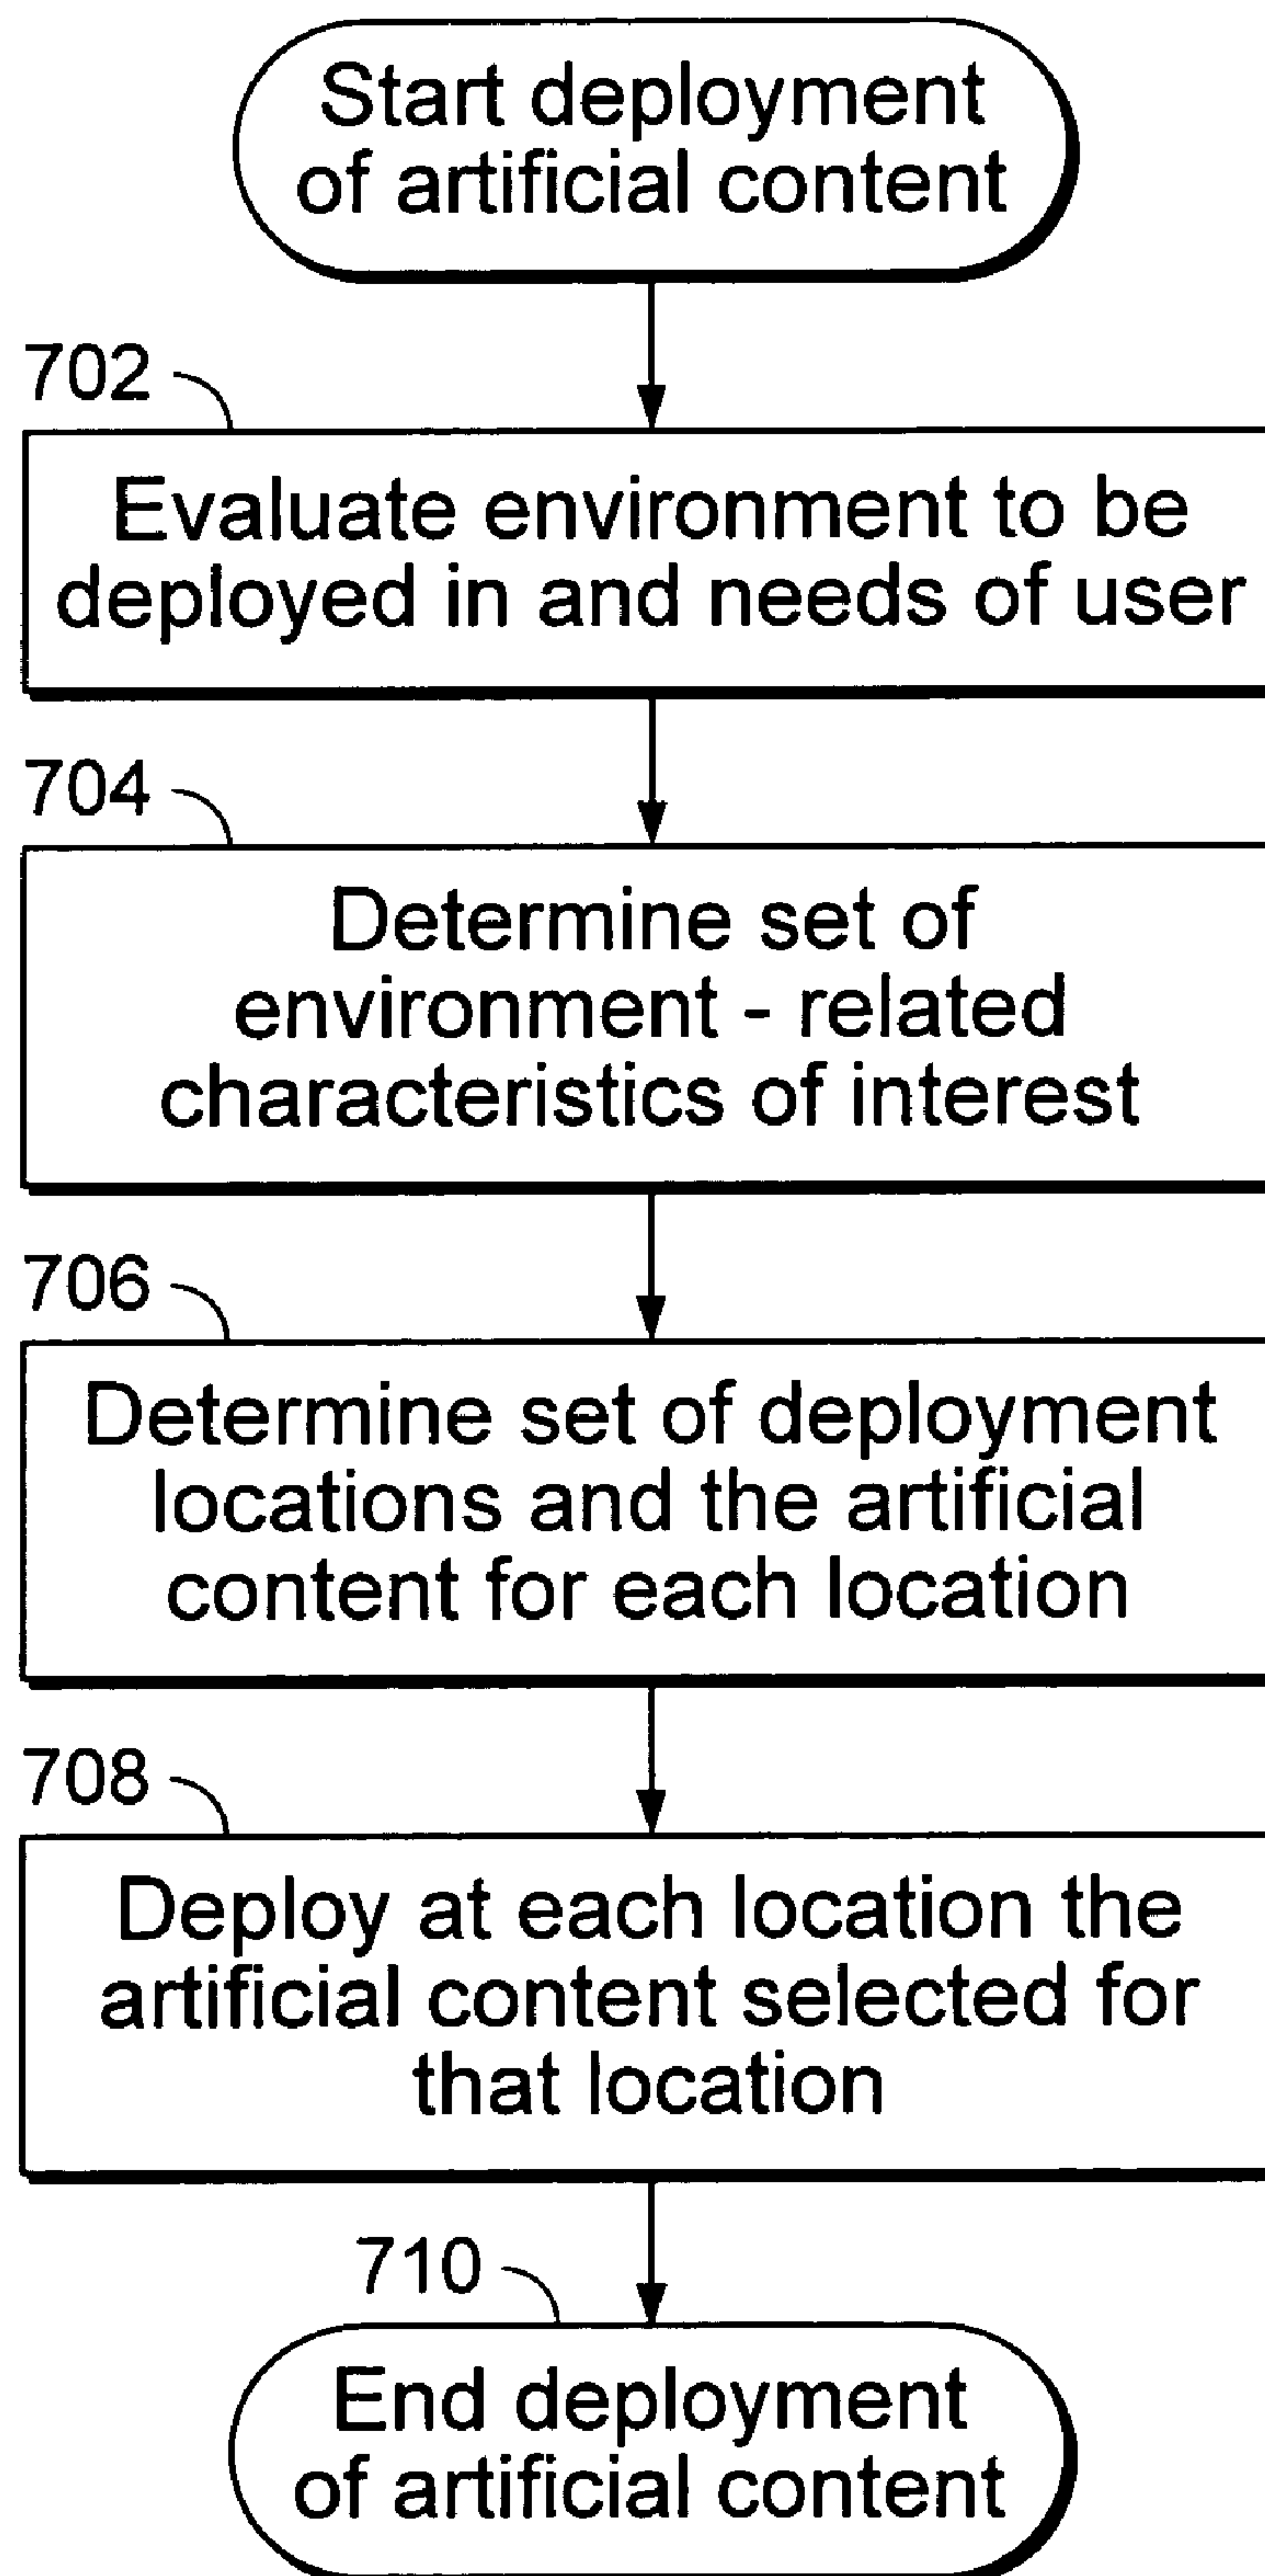 Start deployment
of artificial content
702
Evaluate environment to be
deployed in and needs of user
704
Determine set of
environment - related
characteristics of interest
706
Determine set of deployment
locations and the artificial
content for each location
708
Deploy at each location the
artificial content selected for
that location
710
End deployment
of artificial content